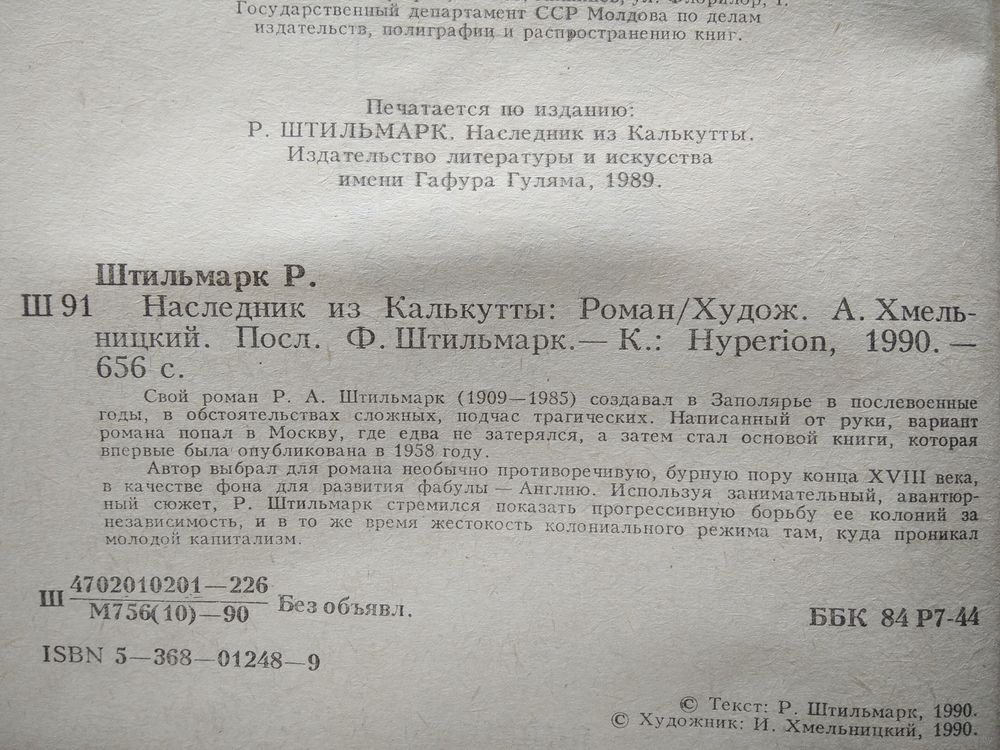 Государственный департамент ССР Молдова по делам
издательств, полиграфии и распространению книг.
Печатается по изданию:
Р. ШТИЛЬМАРК. Наследник из Калькутты.
Издательство литературы и искусства
имени Гафура Гуляма, 1989.
Штильмарк Р.
Ш 91 Наследник из Калькутты: Роман/Худож. А. Хмель-
ницкий. Посл. Ф. Штильмарк.— К.: Hyperion, 1990. —
656 с.
Свой роман Р. А. Штильмарк (1909—1985) создавал в Заполярье в послевоенные
годы, в обстоятельствах сложных, подчас трагических. Написанный от руки, вариант
романа попал в Москву, где едва не затерялся, а затем стал основой книги, которая
впервые была опубликована в 1958 году.
Автор выбрал для романа необычно противоречивую, бурную пору конца XVIII века,
в качестве фона для развития фабулы — Англию. Используя занимательный, авантюр-
ный сюжет, Р. Штильмарк стремился показать прогрессивную борьбу ее колоний за
независимость, и в то же время жестокость колониального режима там, куда проникал
молодой капитализм.
Ш 4702010201—226
М756(10)—90 Без объявл.
ББК 84 Р7-44
ISBN 5—368—01248—9
© Текст: Р. Штильмарк, 1990.
© Художник: И. Хмельницкий, 1990.